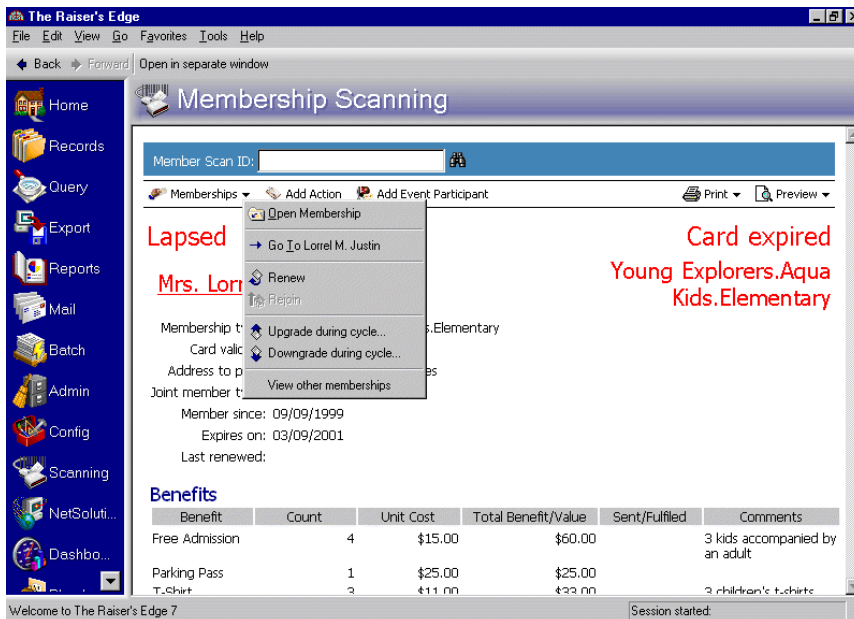 The Raiser's Edge
File Edit View Go Favorites Tools Help
Back Forward Open in separate window
Home
Records
Query
Export
Reports
Mail
Batch
Admin
Config
Scanning
NetSoluti...
Dashbo...
Membership Scanning
Member Scan ID:
Memberships Add Action Add Event Participant Print Preview
Open Membership
Go To Lorrel M. Justin
Renew
Rejoin
Upgrade during cycle...
Downgrade during cycle...
View other memberships
Lapsed Card expired
Mrs. Lorr Young Explorers.Aqua
Kids.Elementary
Membership t s.Elementary
Card valid
Address to p es
Joint member t
Member since: 09/09/1999
Expires on: 03/09/2001
Last renewed:
Benefits
Benefit Count Unit Cost Total Benefit/Value Sent/Fulfiled Comments
Free Admission 4 $15.00 $60.00 3 kids accompanied by
an adult
Parking Pass 1 $25.00 $25.00
T-Shirt 3 $11.00 $33.00 3 children's t-shirts
Welcome to The Raiser's Edge 7 Session started: